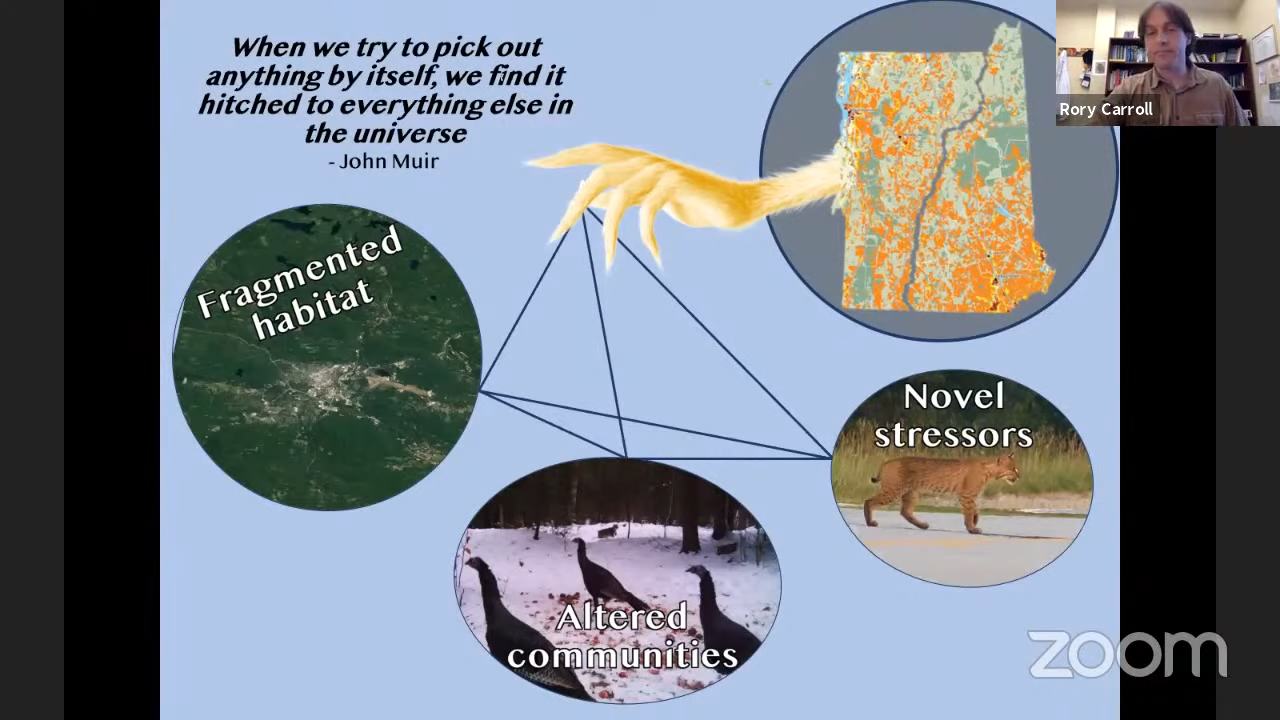 When we try to pick out
anything by itself, we find it
hitched to everything else in
the universe
- John Muir
Rory Carroll
Fragmented
habitat
Novel
stressors
Altered
communities
zoom